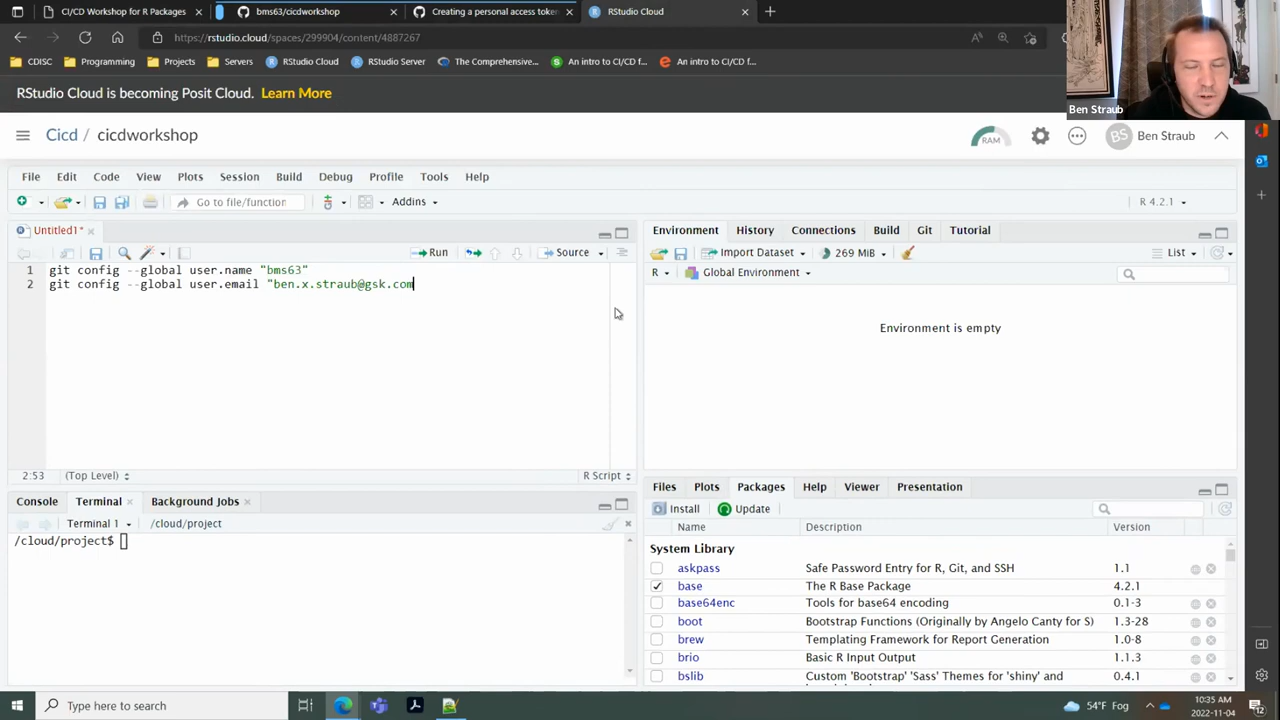 CI/CD Workshop for R Packages
bms63/cicdworkshop
Creating a personal access token
RStudio Cloud
https://rstudio.cloud/spaces/299904/content/4887267
CDISC
Programming
Projects
Servers
RStudio Cloud
RStudio Server
The Comprehensive...
An intro to CI/CD f...
An intro to CI/CD f...
Ben Straub
RStudio Cloud is becoming Posit Cloud. Learn More
Cicd / cicdworkshop
RAM
BS Ben Straub
File Edit Code View Plots Session Build Debug Profile Tools Help
Go to file/function
Addins
R 4.2.1
Untitled1*
Run
Source
1 git config --global user.name "bms63"
2 git config --global user.email "ben.x.straub@gsk.com
2:53 (Top Level) R Script
Console Terminal Background Jobs
Terminal 1 /cloud/project
/cloud/project$
Environment History Connections Build Git Tutorial
Import Dataset 269 MiB List
R Global Environment
Environment is empty
Files Plots Packages Help Viewer Presentation
Install Update
Name Description Version
System Library
askpass Safe Password Entry for R, Git, and SSH 1.1
base The R Base Package 4.2.1
base64enc Tools for base64 encoding 0.1-3
boot Bootstrap Functions (Originally by Angelo Canty for S) 1.3-28
brew Templating Framework for Report Generation 1.0-8
brio Basic R Input Output 1.1.3
bslib Custom 'Bootstrap' 'Sass' Themes for 'shiny' and 0.4.1
Type here to search
54°F Fog
10:35 AM
2022-11-04
12